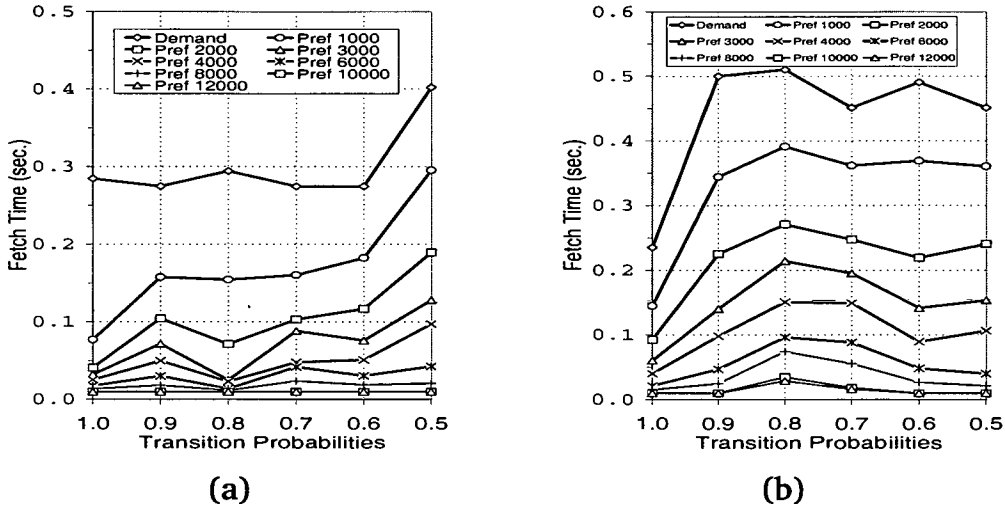 0.5
0.4
0.3
0.2
0.1
0.0
Fetch Time (sec.)
Demand Pref 1000
Pref 2000 Pref 3000
Pref 4000 Pref 6000
Pref 8000 Pref 10000
Pref 12000
1.0 0.9 0.8 0.7 0.6 0.5
Transition Probabilities
(a)
0.6
0.5
0.4
0.3
0.2
0.1
0.0
Fetch Time (sec.)
Demand Pref 1000 Pref 2000
Pref 3000 Pref 4000 Pref 6000
Pref 8000 Pref 10000 Pref 12000
1.0 0.9 0.8 0.7 0.6 0.5
Transition Probabilities
(b)